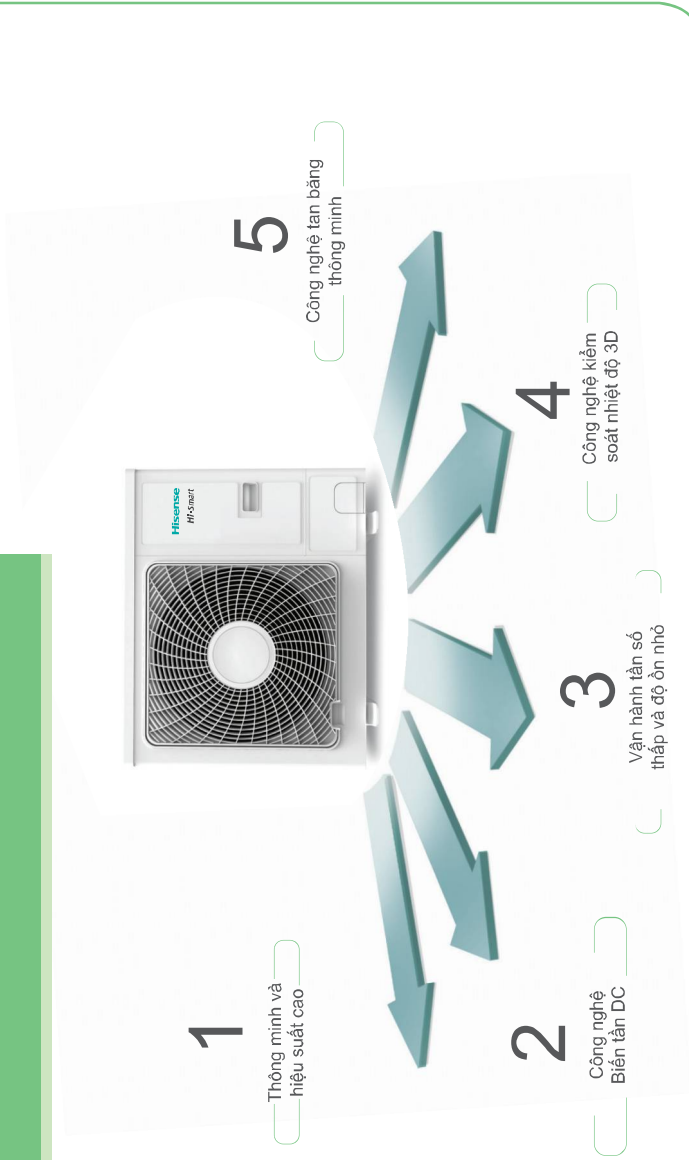 Hisense
Hi-Smart
1
Thông minh và
hiệu suất cao
2
Công nghệ
Biến tần DC
3
Vận hành tần số
thấp và độ ồn nhỏ
4
Công nghệ kiểm
soát nhiệt độ 3D
5
Công nghệ tan băng
thông minh